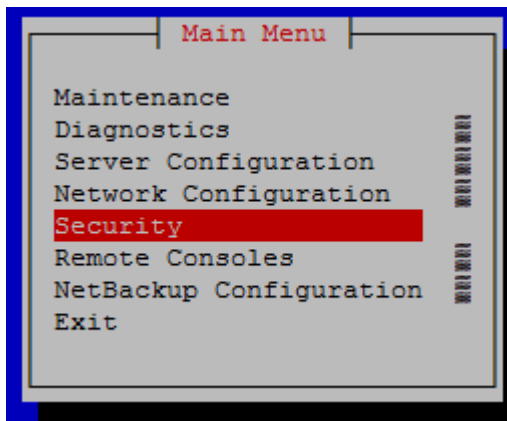 Main Menu
Maintenance
Diagnostics
Server Configuration
Network Configuration
Security
Remote Consoles
NetBackup Configuration
Exit